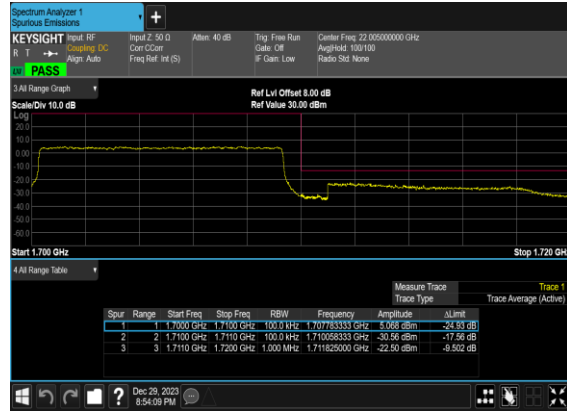 Spectrum Analyzer 1
Spurious Emissions
+
KEYSIGHT Input: RF Input Z: 50 Ω Atten: 40 dB Trig: Free Run Center Freq: 22.005000000 GHz
R T Coupling: DC Corr CCorr Gate: Off Avg|Hold: 100/100
Align: Auto Freq Ref: Int (S) IF Gain: Low Radio Std: None
PASS
3 All Range Graph
Ref Lvl Offset 8.00 dB
Scale/Div 10.0 dB Ref Value 30.00 dBm
Log
20.0
10.0
0.00
-10.0
-20.0
-30.0
-40.0
-50.0
-60.0
Start 1.700 GHz Stop 1.720 GH
4 All Range Table
Measure Trace Trace 1
Trace Type Trace Average (Active)
Spur Range Start Freq Stop Freq RBW Frequency Amplitude ΔLimit
1 1 1.7000 GHz 1.7100 GHz 100.0 kHz 1.707783333 GHz 5.068 dBm -24.93 dB
2 2 1.7100 GHz 1.7110 GHz 100.0 kHz 1.710058333 GHz -30.56 dBm -17.56 dB
3 3 1.7110 GHz 1.7200 GHz 1.000 MHz 1.711825000 GHz -22.50 dBm -9.502 dB
? Dec 29, 2023
8:54:09 PM